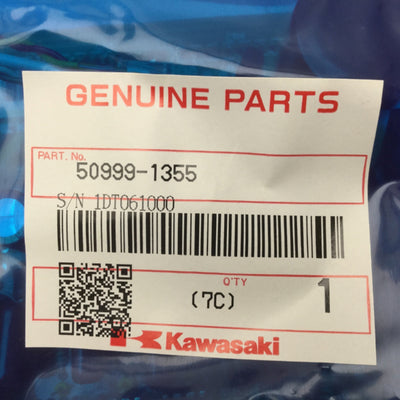 GENUINE PARTS
PART. No.
50999-1355
S/N 1DT061000
Q'TY
(7C) 1
Kawasaki